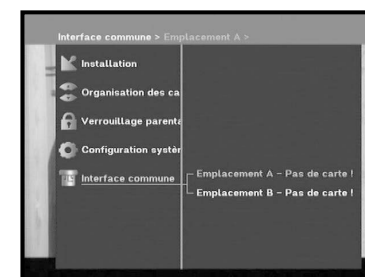 Interface commune > Emplacement A >
Installation
Organisation des ca
Verrouillage parenta
Configuration systèm
Interface commune
Emplacement A – Pas de carte !
Emplacement B – Pas de carte !